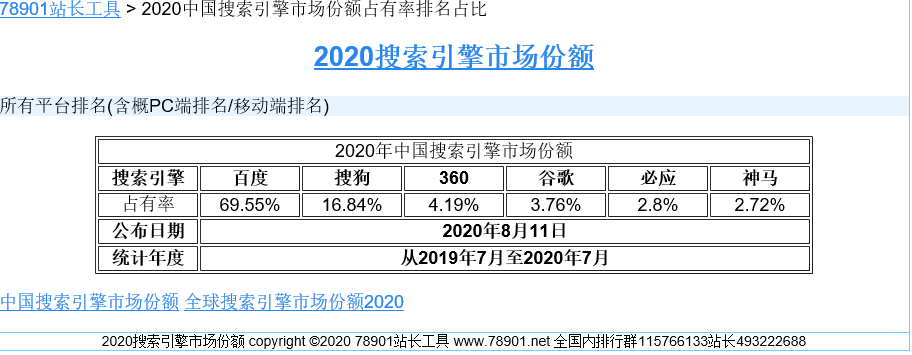 78901站长工具 > 2020中国搜索引擎市场份额占有率排名占比
2020搜索引擎市场份额
所有平台排名(含概PC端排名/移动端排名)
2020年中国搜索引擎市场份额
搜索引擎 百度 搜狗 360 谷歌 必应 神马
占有率 69.55% 16.84% 4.19% 3.76% 2.8% 2.72%
公布日期 2020年8月11日
统计年度 从2019年7月至2020年7月
中国搜索引擎市场份额 全球搜索引擎市场份额2020
2020搜索引擎市场份额 copyright ©2020 78901站长工具 www.78901.net 全国内排行群115766133站长493222688